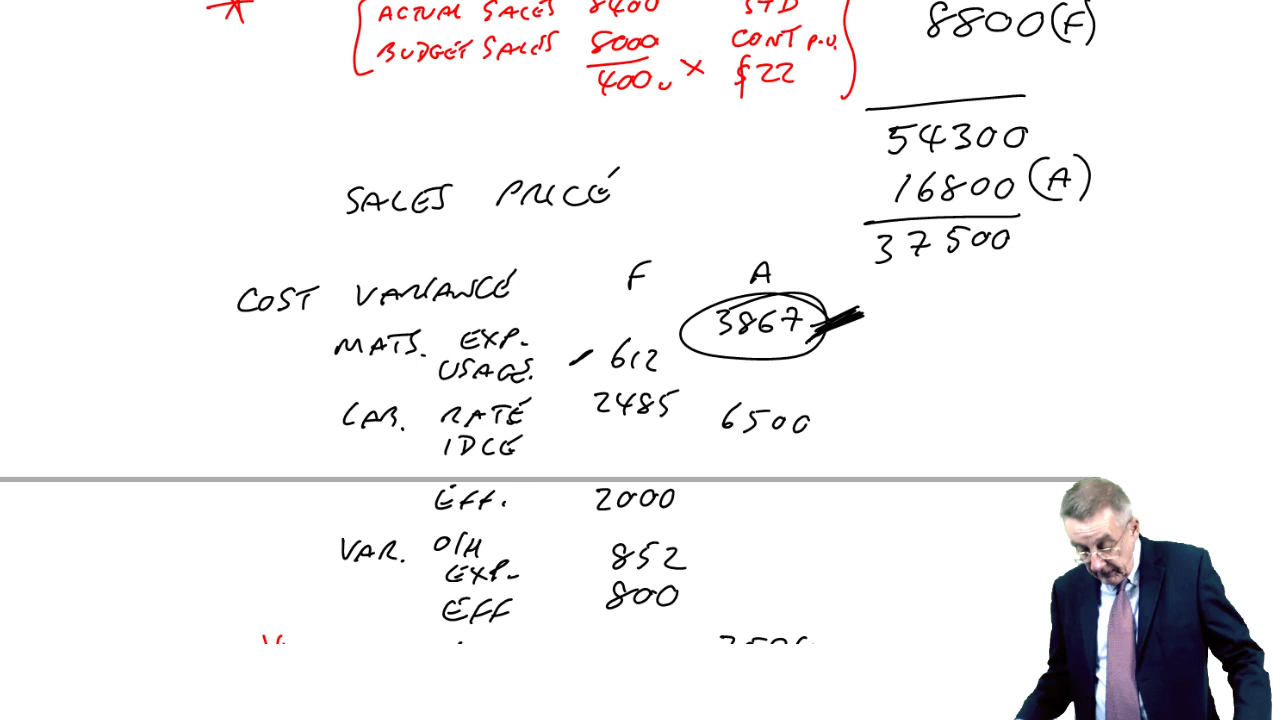 ACTUAL SALES 8400 STD
8800(F)
BUDGET SALES 8000 CONT p.u.
400u × $22
54300
SALES PRICE 16800 (A)
37500
COST VARIANCE F A
MATS. EXP. 3867
USAGE. 612
LAB. RATE 2485
IDLE 6500
EFF. 2000
VAR. O/H
EXP. 852
EFF 800